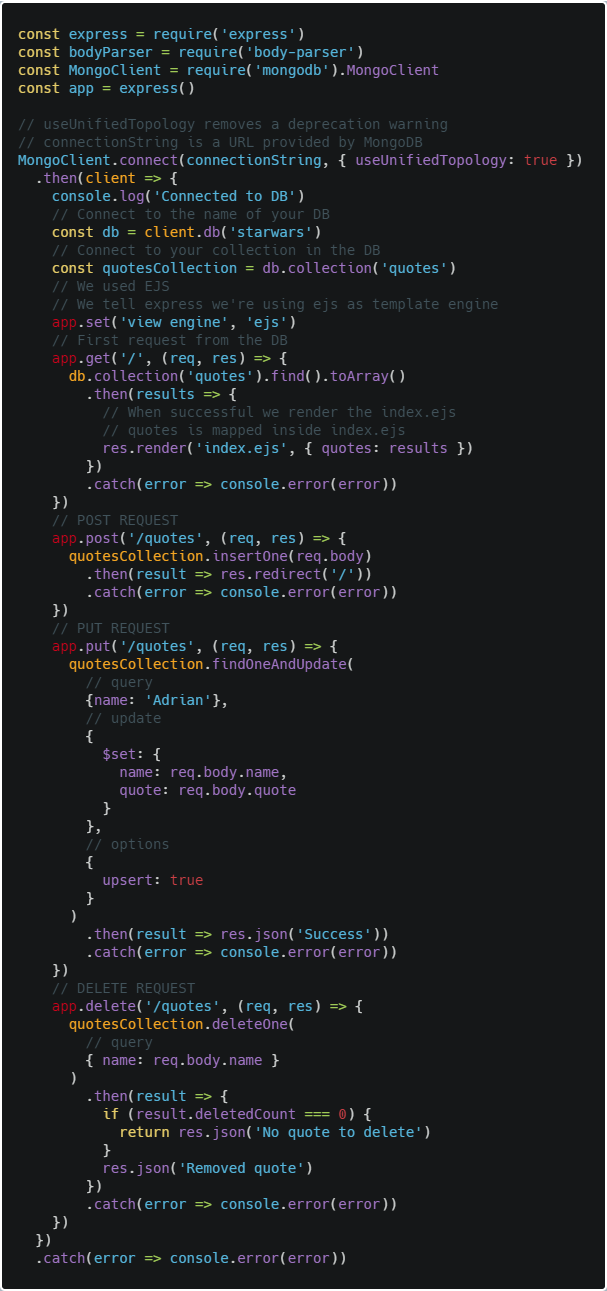 const express = require('express')
const bodyParser = require('body-parser')
const MongoClient = require('mongodb').MongoClient
const app = express()

// useUnifiedTopology removes a deprecation warning
// connectionString is a URL provided by MongoDB
MongoClient.connect(connectionString, { useUnifiedTopology: true })
  .then(client => {
    console.log('Connected to DB')
    // Connect to the name of your DB
    const db = client.db('starwars')
    // Connect to your collection in the DB
    const quotesCollection = db.collection('quotes')
    // We used EJS
    // We tell express we're using ejs as template engine
    app.set('view engine', 'ejs')
    // First request from the DB
    app.get('/', (req, res) => {
      db.collection('quotes').find().toArray()
        .then(results => {
          // When successful we render the index.ejs
          // quotes is mapped inside index.ejs
          res.render('index.ejs', { quotes: results })
        })
        .catch(error => console.error(error))
    })
    // POST REQUEST
    app.post('/quotes', (req, res) => {
      quotesCollection.insertOne(req.body)
        .then(result => res.redirect('/'))
        .catch(error => console.error(error))
    })
    // PUT REQUEST
    app.put('/quotes', (req, res) => {
      quotesCollection.findOneAndUpdate(
        // query
        {name: 'Adrian'},
        // update
        {
          $set: {
            name: req.body.name,
            quote: req.body.quote
          }
        },
        // options
        {
          upsert: true
        }
      )
        .then(result => res.json('Success'))
        .catch(error => console.error(error))
    })
    // DELETE REQUEST
    app.delete('/quotes', (req, res) => {
      quotesCollection.deleteOne(
        // query
        { name: req.body.name }
      )
        .then(result => {
          if (result.deletedCount === 0) {
            return res.json('No quote to delete')
          }
          res.json('Removed quote')
        })
        .catch(error => console.error(error))
    })
  })
  .catch(error => console.error(error))